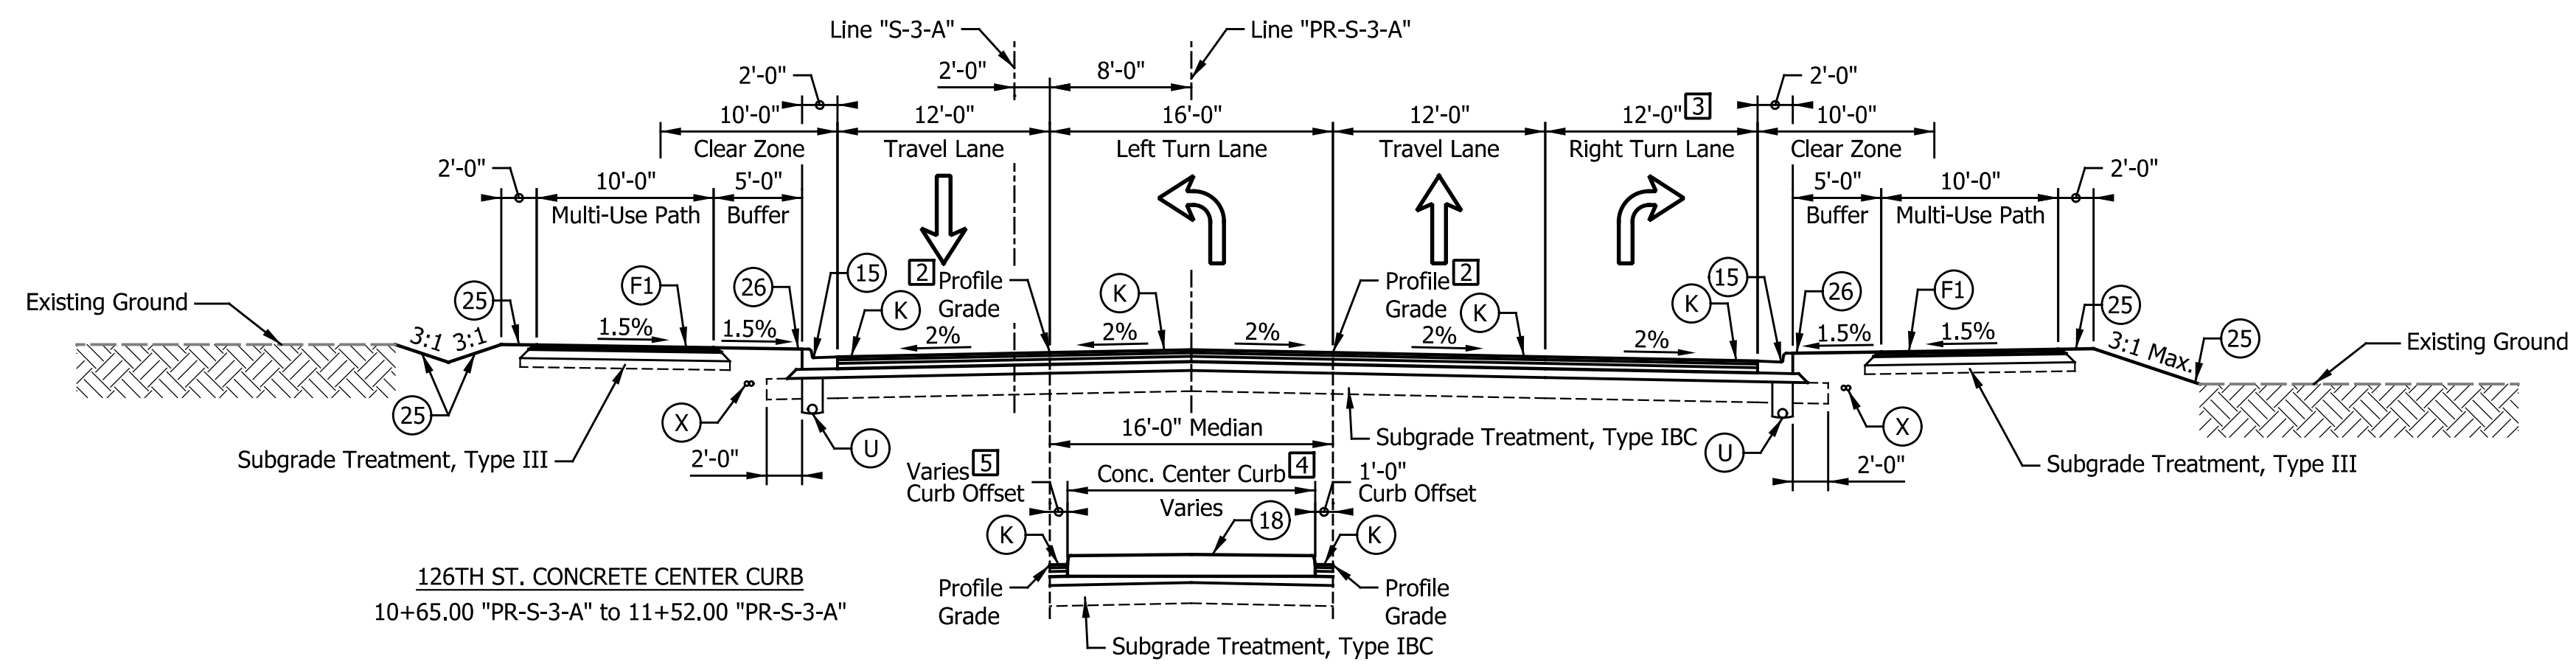 Line "S-3-A"
Line "PR-S-3-A"
2'-0"
2'-0"
8'-0"
2'-0"
10'-0"
12'-0"
16'-0"
12'-0"
12'-0" 3
10'-0"
Clear Zone
Travel Lane
Left Turn Lane
Travel Lane
Right Turn Lane
Clear Zone
2'-0"
10'-0"
5'-0"
Multi-Use Path
Buffer
5'-0"
10'-0"
2'-0"
Buffer
Multi-Use Path
Existing Ground
25
F1
26
15
2 Profile
Grade
K
K
Profile 2
Grade
K
K
15
26
F1
25
25
Existing Ground
3:1
3:1
1.5%
1.5%
2%
2%
2%
2%
2%
1.5%
1.5%
3:1 Max.
25
X
U
Subgrade Treatment, Type III
2'-0"
16'-0" Median
Subgrade Treatment, Type IBC
U
X
2'-0"
Subgrade Treatment, Type III
Varies 5
Curb Offset
Conc. Center Curb 4
Varies
1'-0"
Curb Offset
K
18
K
Profile
Grade
Profile
Grade
Subgrade Treatment, Type IBC
126TH ST. CONCRETE CENTER CURB
10+65.00 "PR-S-3-A" to 11+52.00 "PR-S-3-A"